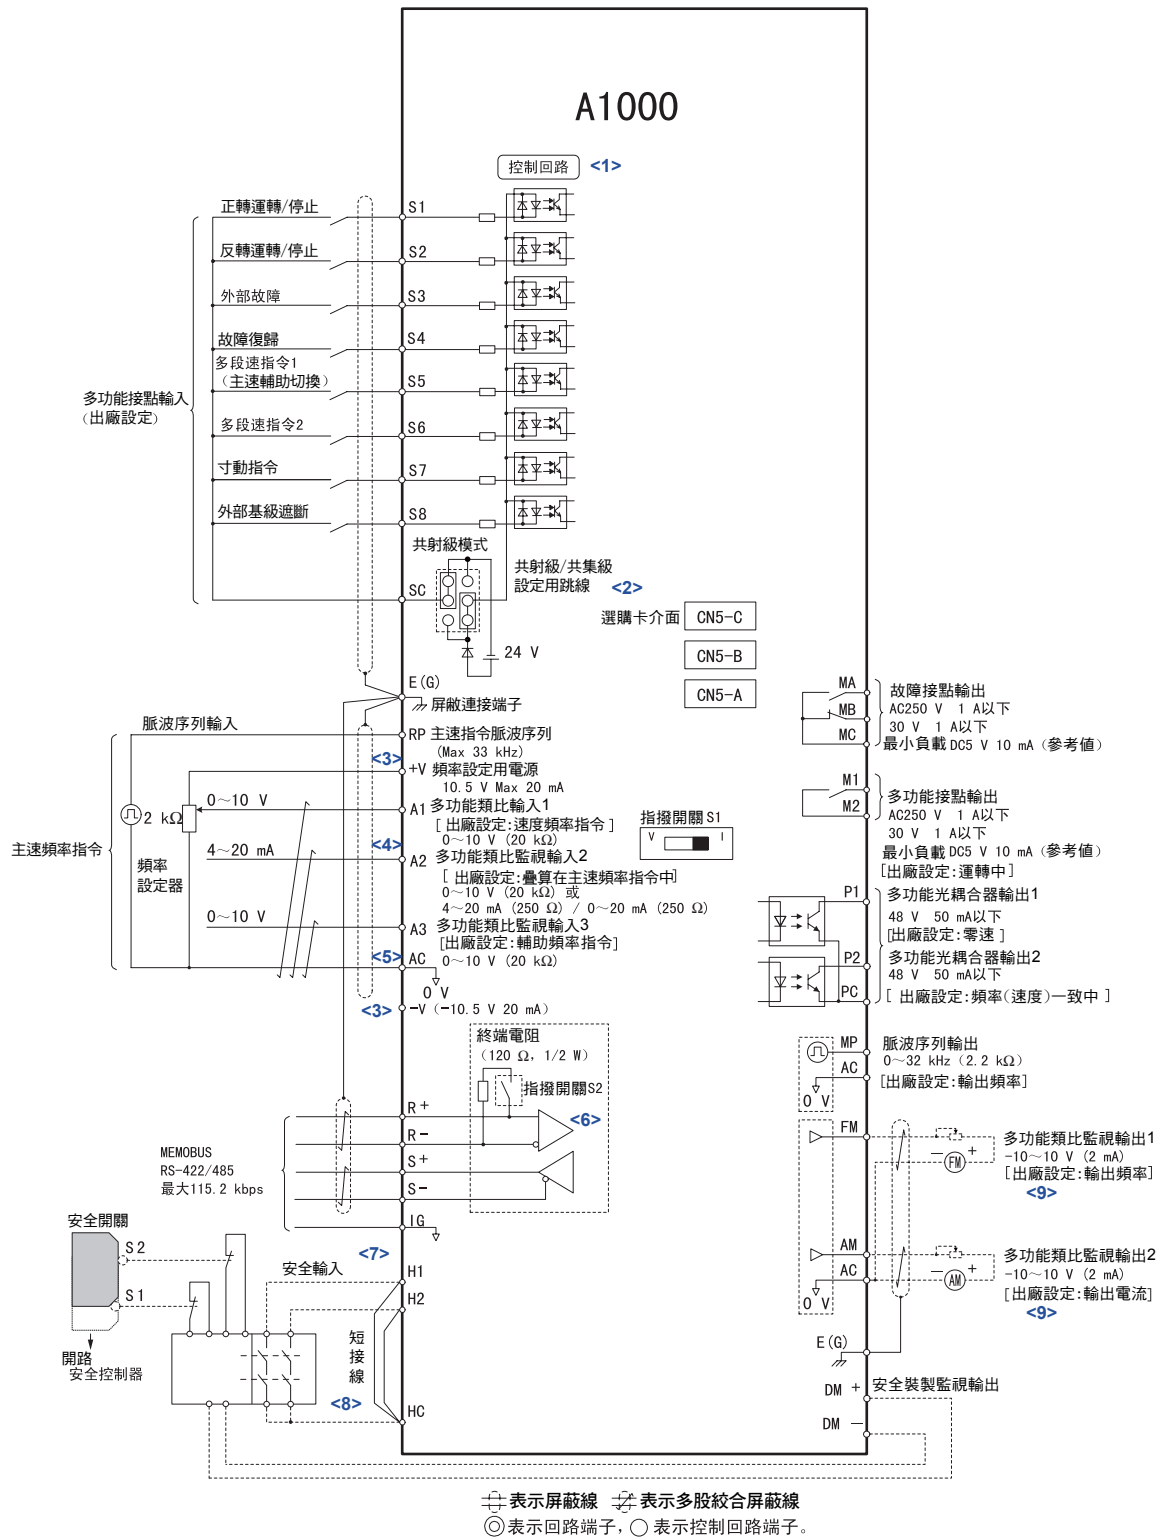 A1000
控制回路 <1>
多功能接點輸入
(出廠設定)
正轉運轉/停止 S1
反轉運轉/停止 S2
外部故障 S3
故障復歸 S4
多段速指令1
(主速輔助切換) S5
多段速指令2 S6
寸動指令 S7
外部基級遮斷 S8
共射級模式
SC
共射級/共集級
設定用跳線 <2>
24 V
選購卡介面 CN5-C
CN5-B
CN5-A
E(G)
屏敝連接端子
脈波序列輸入
RP 主速指令脈波序列
(Max 33 kHz)
<3> +V 頻率設定用電源
10.5 V Max 20 mA
主速頻率指令
2 kΩ
頻率
設定器
0～10 V
A1 多功能類比輸入1
[ 出廠設定:速度頻率指令 ]
0～10 V (20 kΩ)
<4>
4～20 mA
A2 多功能類比監視輸入2
[ 出廠設定:疊算在主速頻率指令中]
0～10 V (20 kΩ) 或
4～20 mA (250 Ω) / 0～20 mA (250 Ω)
0～10 V
A3 多功能類比監視輸入3
[出廠設定:輔助頻率指令]
0～10 V (20 kΩ)
<5> AC
0 V
<3> －V (－10.5 V 20 mA)
指撥開關 S1
V I
終端電阻
(120 Ω, 1/2 W)
指撥開關S2
<6>
MEMOBUS
RS-422/485
最大115.2 kbps
R+
R-
S+
S-
IG
<7>
安全開關
S2
S1
開路
安全控制器
安全輸入
H1
H2
短
接
線
<8>
HC
MA
MB
MC
故障接點輸出
AC250 V 1 A以下
30 V 1 A以下
最小負載 DC5 V 10 mA (參考値)
M1
M2
多功能接點輸出
AC250 V 1 A以下
30 V 1 A以下
最小負載 DC5 V 10 mA (參考値)
[出廠設定:運轉中]
P1
多功能光耦合器輸出1
48 V 50 mA以下
[出廠設定:零速 ]
P2
多功能光耦合器輸出2
48 V 50 mA以下
PC
[ 出廠設定:頻率(速度)一致中 ]
MP
脈波序列輸出
0～32 kHz (2.2 kΩ)
AC
[出廠設定:輸出頻率]
0 V
FM
－ FM +
多功能類比監視輸出1
-10～10 V (2 mA)
[出廠設定:輸出頻率]
<9>
AM
AC
0 V
－ AM +
多功能類比監視輸出2
-10～10 V (2 mA)
[出廠設定:輸出電流]
<9>
E(G)
DM + 安全裝製監視輸出
DM －
表示屏蔽線 表示多股絞合屏蔽線
◎表示回路端子, ○ 表示控制回路端子。